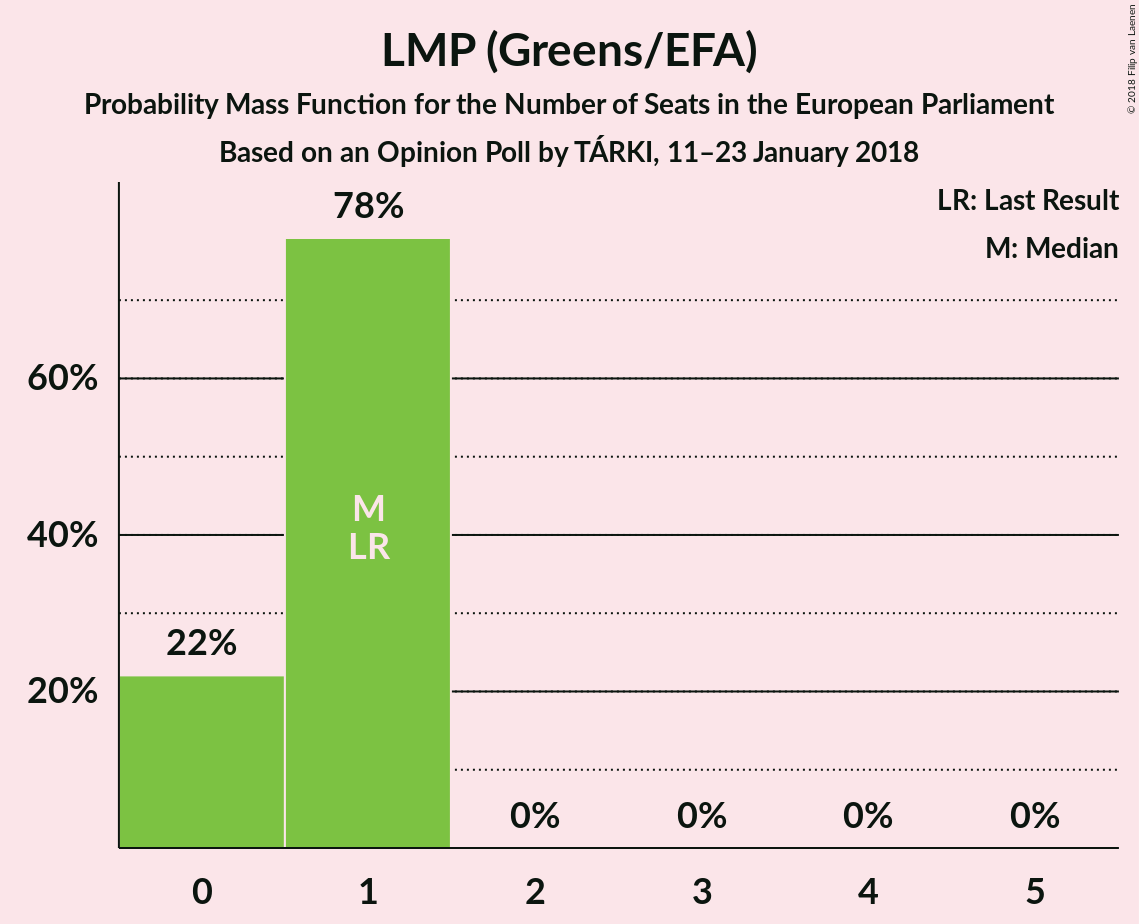 LMP (Greens/EFA)
Probability Mass Function for the Number of Seats in the European Parliament
Based on an Opinion Poll by TÁRKI, 11–23 January 2018
© 2018 Filip van Laenen
LR: Last Result
M: Median
78%
60%
M
40%
LR
22%
20%
0%
0%
0%
0%
0
1
2
3
4
5